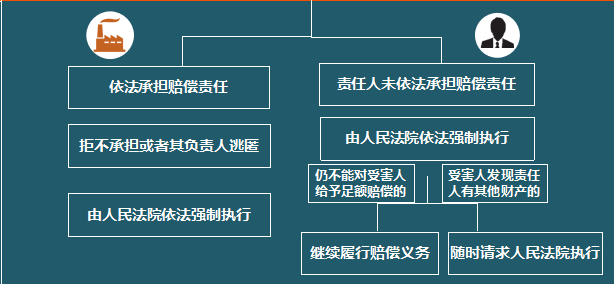 依法承担赔偿责任
拒不承担或者其负责人逃匿
由人民法院依法强制执行
责任人未依法承担赔偿责任
由人民法院依法强制执行
仍不能对受害人
给予足额赔偿的
受害人发现责任
人有其他财产的
继续履行赔偿义务
随时请求人民法院执行